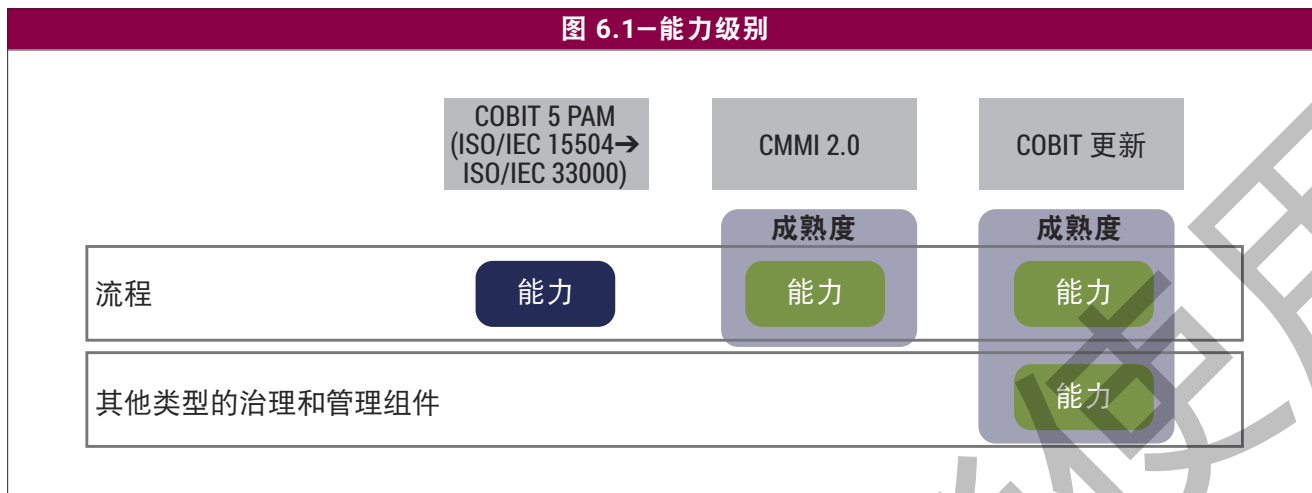 图 6.1—能力级别
COBIT 5 PAM
(ISO/IEC 15504➔
ISO/IEC 33000)
CMMI 2.0
COBIT 更新
成熟度
成熟度
流程
能力
能力
能力
其他类型的治理和管理组件
能力
使用